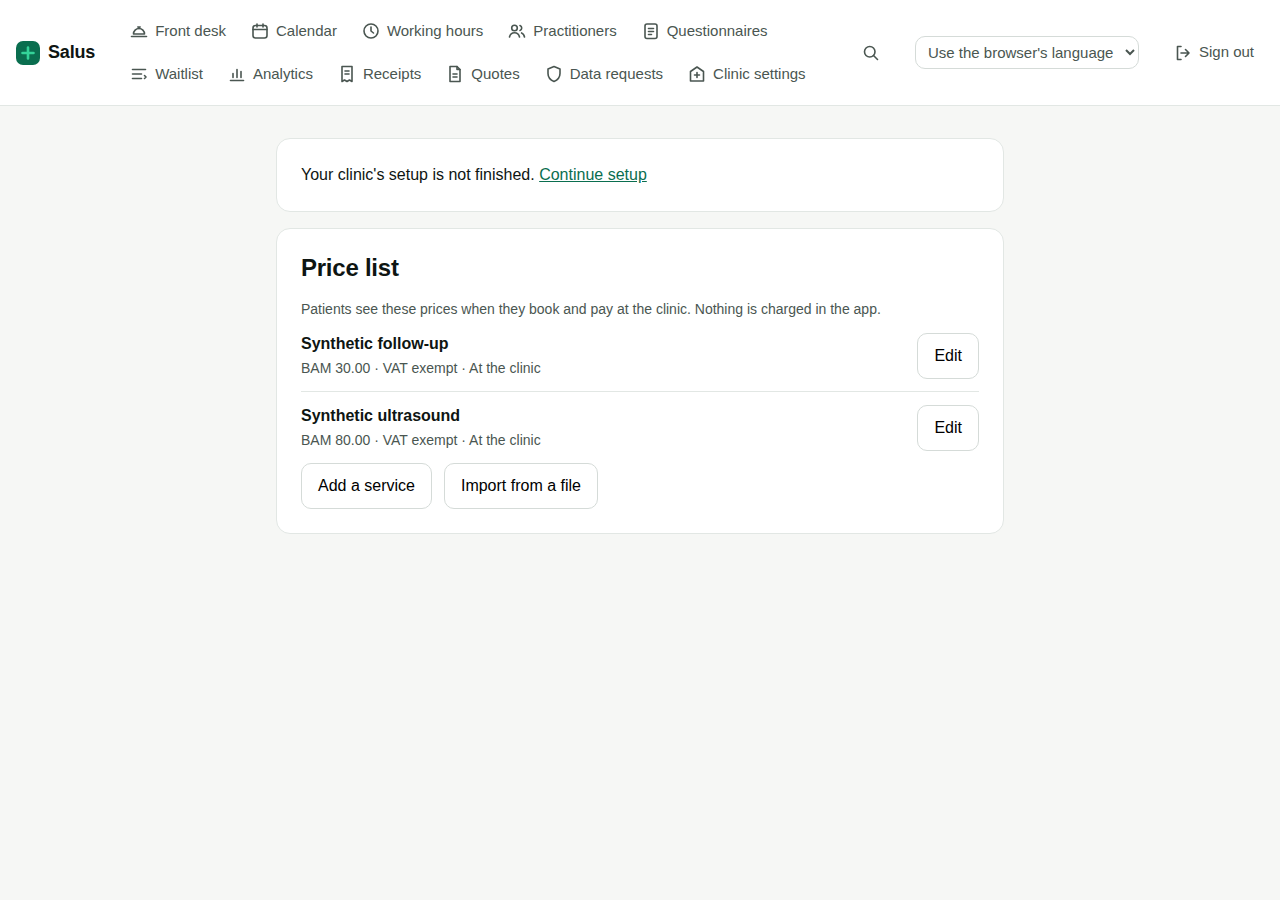 Salus
Front desk
Calendar
Working hours
Practitioners
Questionnaires
Waitlist
Analytics
Receipts
Quotes
Data requests
Clinic settings
Use the browser's language
Sign out
Your clinic's setup is not finished. Continue setup
Price list
Patients see these prices when they book and pay at the clinic. Nothing is charged in the app.
Synthetic follow-up
BAM 30.00 · VAT exempt · At the clinic
Edit
Synthetic ultrasound
BAM 80.00 · VAT exempt · At the clinic
Edit
Add a service
Import from a file